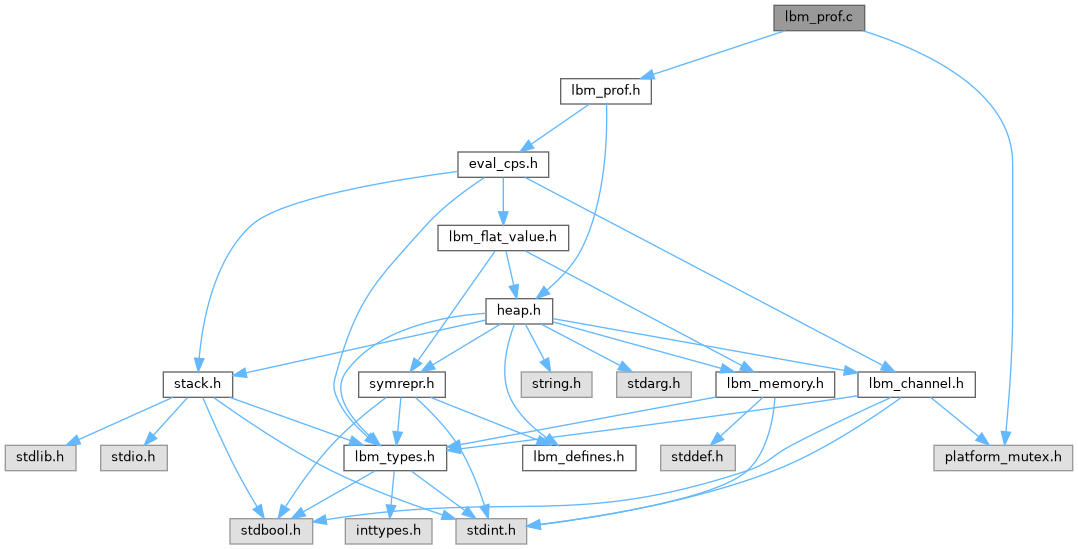 lbm_prof.c
lbm_prof.h
eval_cps.h
lbm_flat_value.h
heap.h
stack.h
symrepr.h
string.h
stdarg.h
lbm_memory.h
lbm_channel.h
stdlib.h
stdio.h
lbm_types.h
lbm_defines.h
stddef.h
platform_mutex.h
stdbool.h
inttypes.h
stdint.h